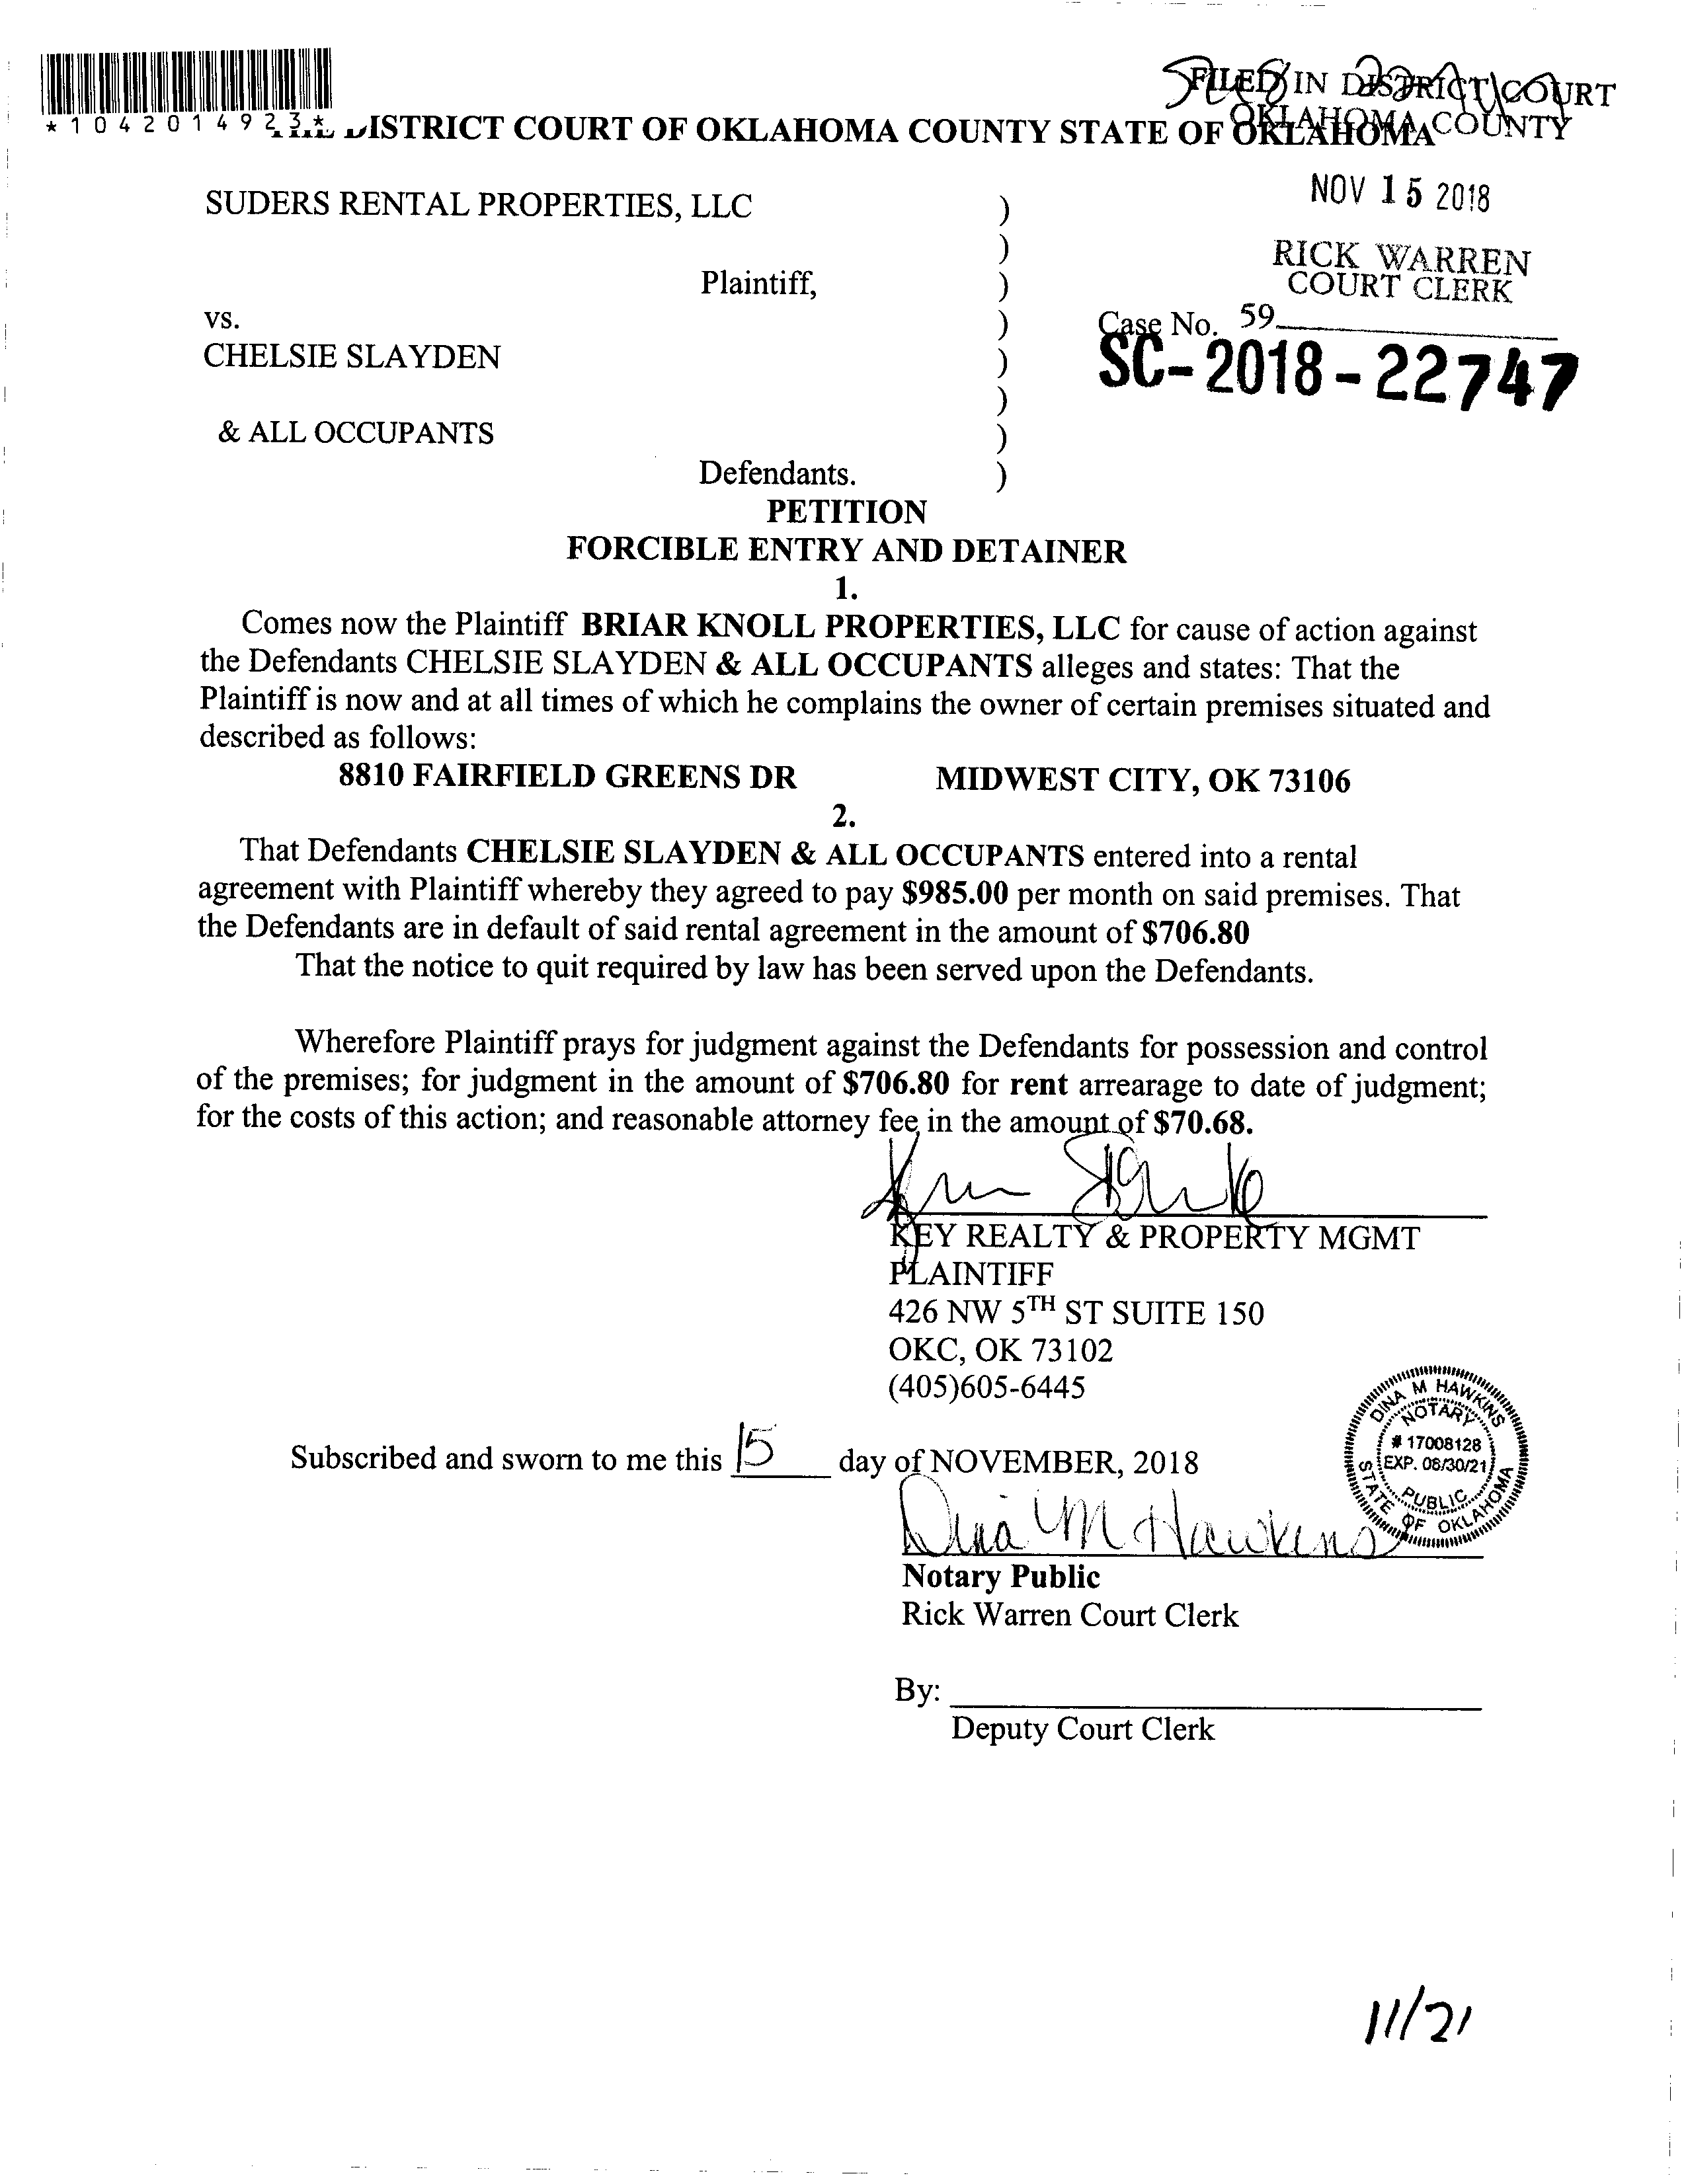 FILED IN DISTRICT COURT
OKLAHOMA COUNTY
*1042014923*
DISTRICT COURT OF OKLAHOMA COUNTY STATE OF OKLAHOMA
NOV 15 2018
SUDERS RENTAL PROPERTIES, LLC )
)
RICK WARREN
COURT CLERK
Plaintiff, )
vs. )
Case No. 59
CHELSIE SLAYDEN )
SC-2018-22747
)
& ALL OCCUPANTS )
Defendants. )
PETITION
FORCIBLE ENTRY AND DETAINER
1.
Comes now the Plaintiff BRIAR KNOLL PROPERTIES, LLC for cause of action against
the Defendants CHELSIE SLAYDEN & ALL OCCUPANTS alleges and states: That the
Plaintiff is now and at all times of which he complains the owner of certain premises situated and
described as follows:
8810 FAIRFIELD GREENS DR MIDWEST CITY, OK 73106
2.
That Defendants CHELSIE SLAYDEN & ALL OCCUPANTS entered into a rental
agreement with Plaintiff whereby they agreed to pay $985.00 per month on said premises. That
the Defendants are in default of said rental agreement in the amount of $706.80
That the notice to quit required by law has been served upon the Defendants.
Wherefore Plaintiff prays for judgment against the Defendants for possession and control
of the premises; for judgment in the amount of $706.80 for rent arrearage to date of judgment;
for the costs of this action; and reasonable attorney fee in the amount of $70.68.
KEY REALTY & PROPERTY MGMT
PLAINTIFF
426 NW 5TH ST SUITE 150
OKC, OK 73102
(405)605-6445
DINA M HAWKINS
NOTARY
# 17008128
EXP. 06/30/21
PUBLIC
STATE OF OKLAHOMA
Subscribed and sworn to me this 15 day of NOVEMBER, 2018
Dina M Hawkins
Notary Public
Rick Warren Court Clerk
By:
Deputy Court Clerk
11/21